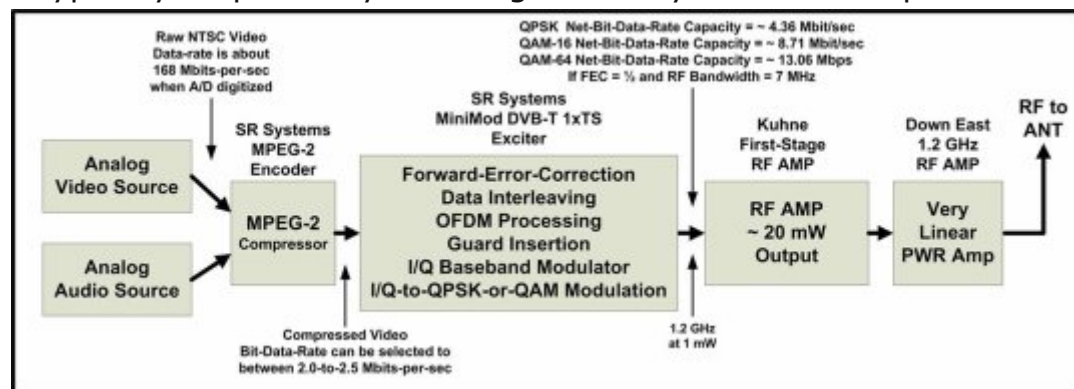 QPSK Net-Bit-Data-Rate Capacity = ~ 4.36 Mbit/sec
QAM-16 Net-Bit-Data-Rate Capacity = ~ 8.71 Mbit/sec
QAM-64 Net-Bit-Data-Rate Capacity = ~ 13.06 Mbps
If FEC = ½ and RF Bandwidth = 7 MHz
Raw NTSC Video
Data-rate is about
168 Mbits-per-sec
when A/D digitized
SR Systems
MPEG-2
Encoder
SR Systems
MiniMod DVB-T 1xTS
Exciter
Kuhne
First-Stage
RF AMP
Down East
1.2 GHz
RF AMP
RF to
ANT
Analog
Video Source
Analog
Audio Source
MPEG-2
Compressor
Forward-Error-Correction
Data Interleaving
OFDM Processing
Guard Insertion
I/Q Baseband Modulator
I/Q-to-QPSK-or-QAM Modulation
RF AMP
~ 20 mW
Output
Very
Linear
PWR Amp
Compressed Video
Bit-Data-Rate can be selected to
between 2.0-to-2.5 Mbits-per-sec
1.2 GHz
at 1 mW